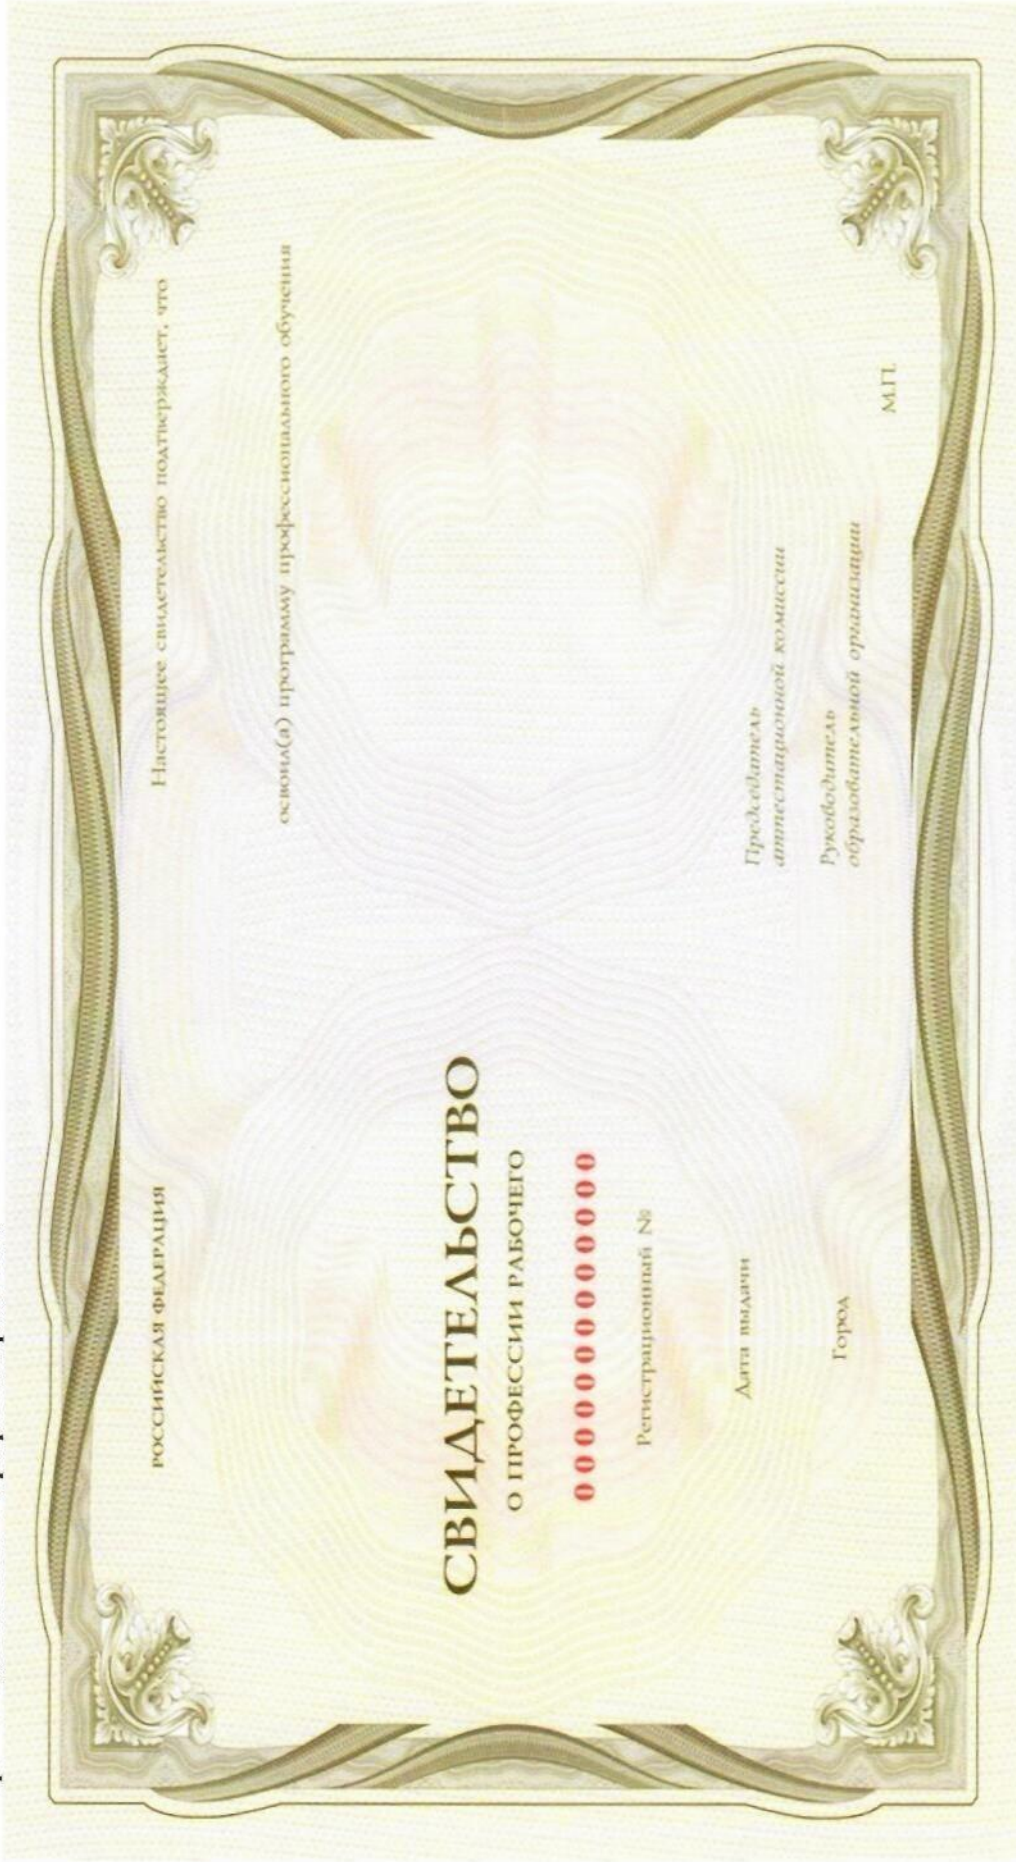 РОССИЙСКАЯ ФЕДЕРАЦИЯ
СВИДЕТЕЛЬСТВО
О ПРОФЕССИИ РАБОЧЕГО
0000000000000
Регистрационный №
Дата выдачи
Город
Настоящее свидетельство подтверждает, что
освоил(а) программу профессионального обучения
Председатель
аттестационной комиссии
Руководитель
образовательной организации
М.П.